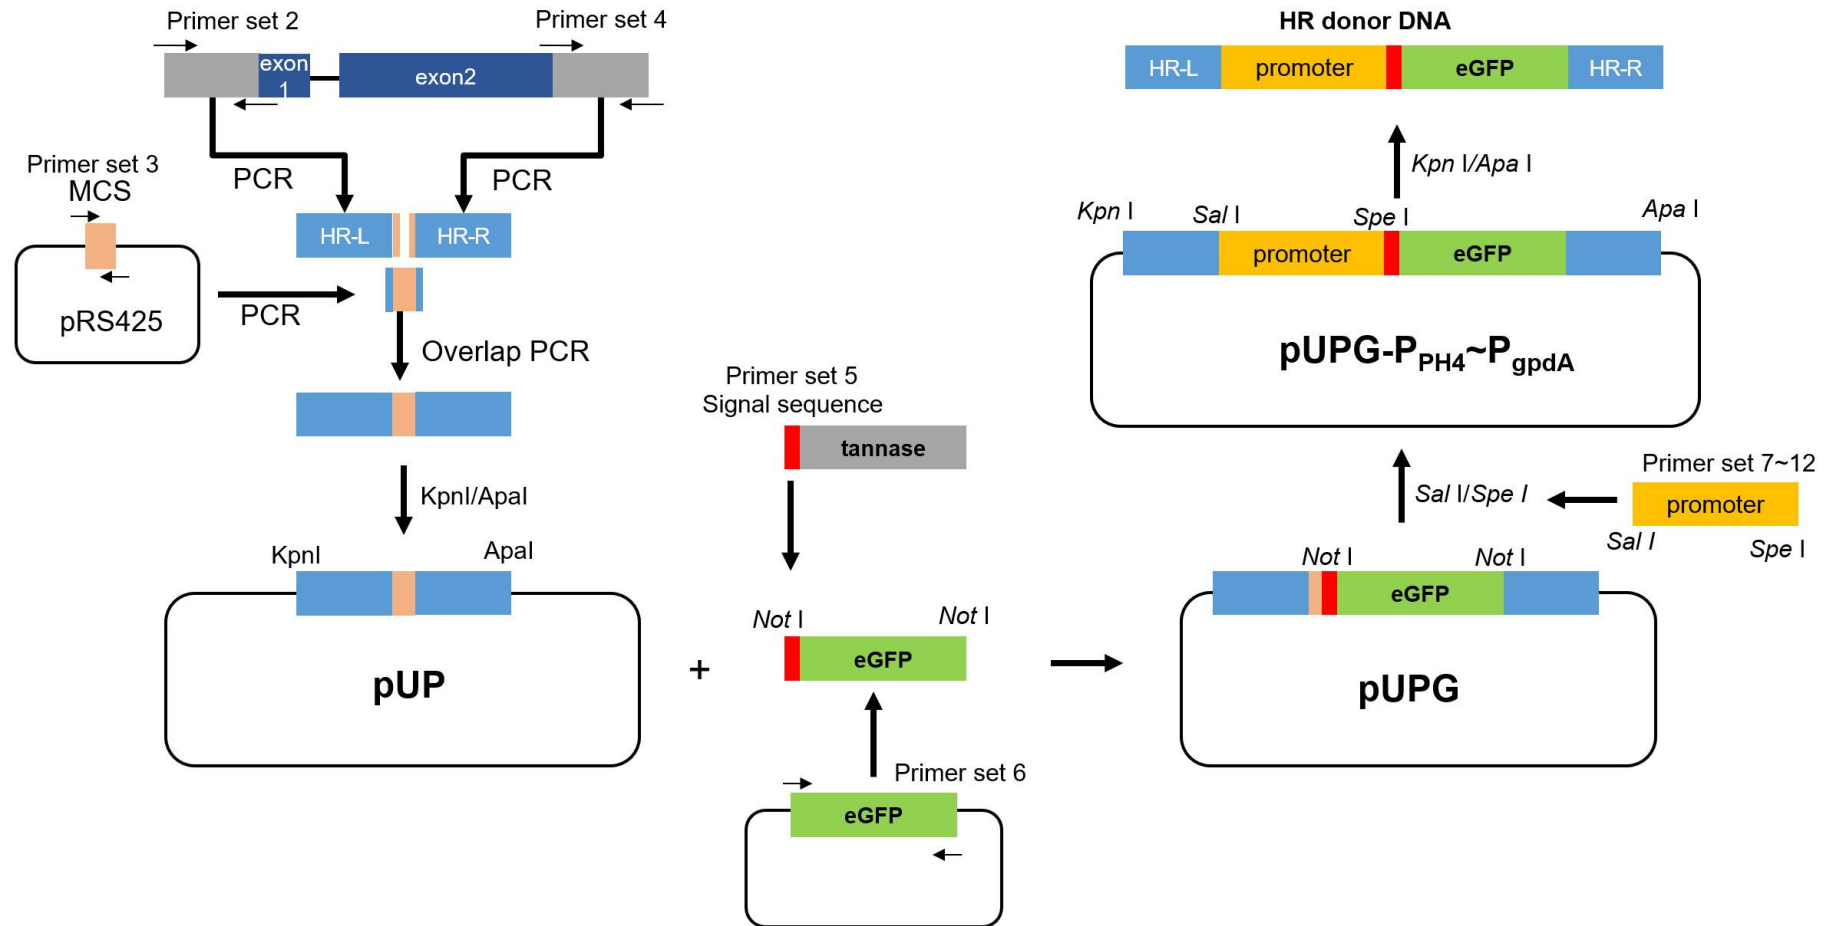 Primer set 2
Primer set 4
exon
1
exon2
Primer set 3
MCS
pRS425
PCR
PCR
HR-L
HR-R
PCR
Overlap PCR
KpnI/ApaI
KpnI
ApaI
pUP
+
Primer set 5
Signal sequence
tannase
Not I
Not I
eGFP
Primer set 6
eGFP
HR donor DNA
HR-L
promoter
eGFP
HR-R
Kpn I/Apa I
Kpn I
Sal I
Spe I
Apa I
promoter
eGFP
pUPG-PPH4~PgpdA
Sal I/Spe I
Primer set 7~12
promoter
Sal I
Spe I
Not I
Not I
eGFP
pUPG